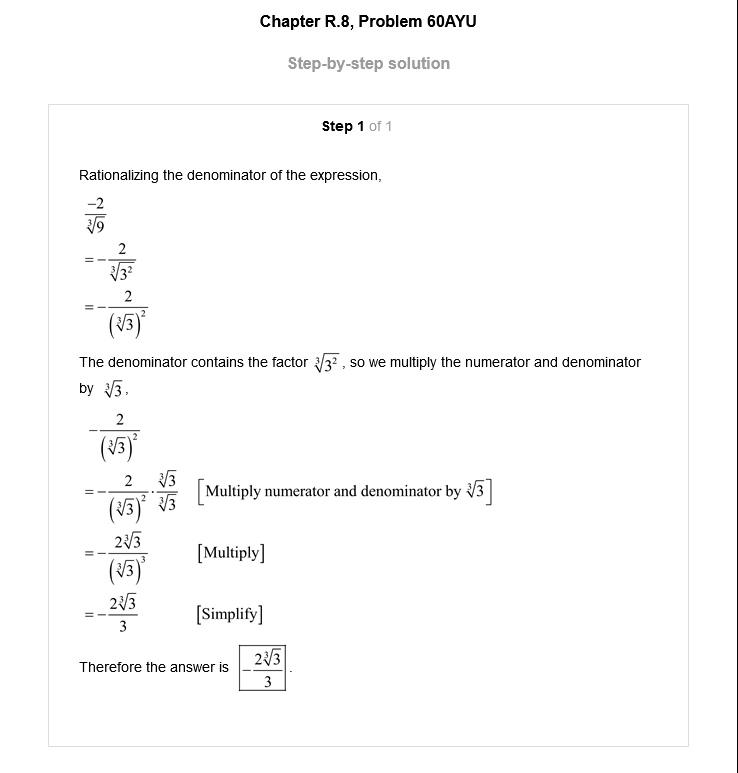 Chapter R.8, Problem 60AYU
Step-by-step solution
Step 1 of 1
Rationalizing the denominator of the expression,
$\frac{-2}{\sqrt[3]{9}}$
$=-\frac{2}{\sqrt[3]{3^2}}$
$=-\frac{2}{\left(\sqrt[3]{3}\right)^2}$
The denominator contains the factor $\sqrt[3]{3^2}$ , so we multiply the numerator and denominator
by $\sqrt[3]{3}$ ,
$-\frac{2}{\left(\sqrt[3]{3}\right)^2}$
$=-\frac{2}{\left(\sqrt[3]{3}\right)^2}\cdot\frac{\sqrt[3]{3}}{\sqrt[3]{3}}$ [Multiply numerator and denominator by $\sqrt[3]{3}$]
$=-\frac{2\sqrt[3]{3}}{\left(\sqrt[3]{3}\right)^3}$ [Multiply]
$=-\frac{2\sqrt[3]{3}}{3}$ [Simplify]
Therefore the answer is $-\frac{2\sqrt[3]{3}}{3}$ .